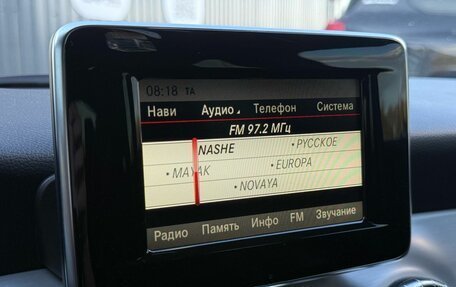 08:18 TA
Нави Аудио Телефон Система
FM 97.2 МГц
NASHE • РУССКОЕ
• MAYAK • EUROPA
• NOVAYA
Радио Память Инфо FM Звучание